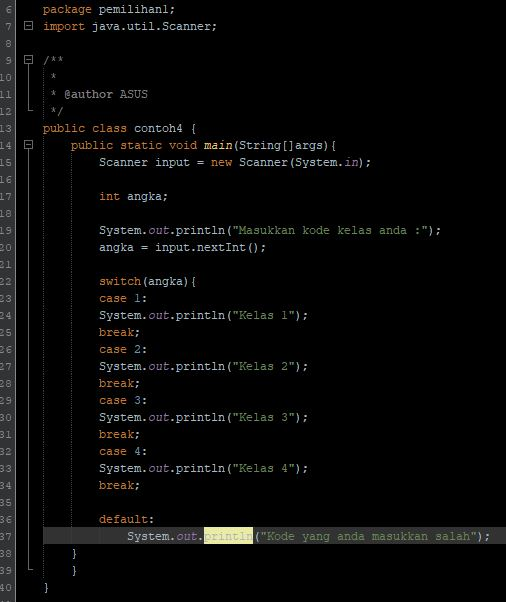 6 package pemilihan1;
7 import java.util.Scanner;
8
9 /**
10 *
11 * @author ASUS
12 */
13 public class contoh4 {
14 public static void main(String[]args){
15 Scanner input = new Scanner(System.in);
16
17 int angka;
18
19 System.out.println("Masukkan kode kelas anda :");
20 angka = input.nextInt();
21
22 switch(angka){
23 case 1:
24 System.out.println("Kelas 1");
25 break;
26 case 2:
27 System.out.println("Kelas 2");
28 break;
29 case 3:
30 System.out.println("Kelas 3");
31 break;
32 case 4:
33 System.out.println("Kelas 4");
34 break;
35
36 default:
37 System.out.println("Kode yang anda masukkan salah");
38 }
39 }
40 }